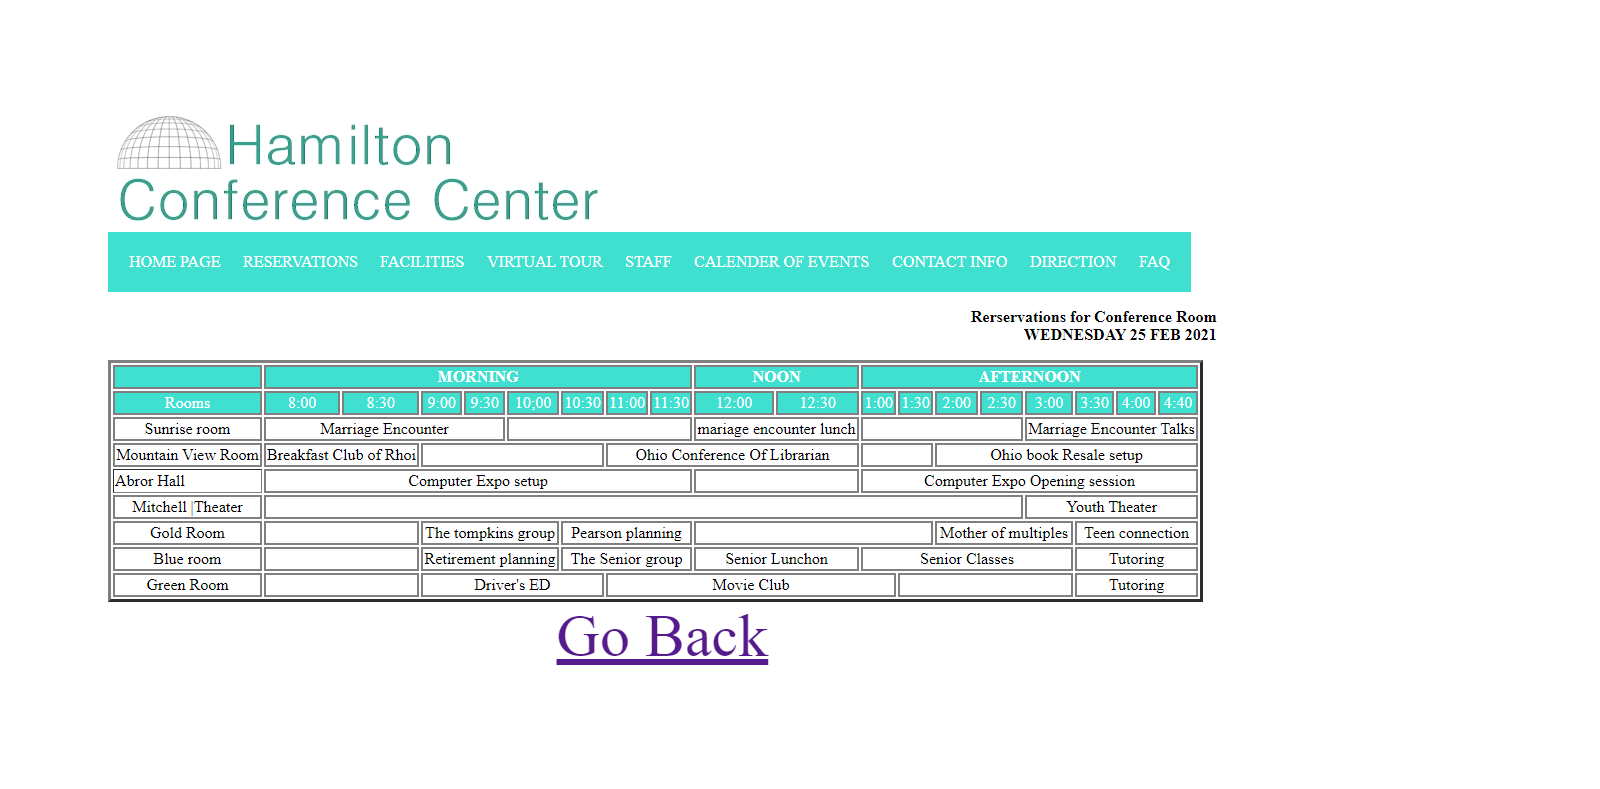 Hamilton
Conference Center
HOME PAGE RESERVATIONS FACILITIES VIRTUAL TOUR STAFF CALENDER OF EVENTS CONTACT INFO DIRECTION FAQ
Rerservations for Conference Room
WEDNESDAY 25 FEB 2021
MORNING NOON AFTERNOON
Rooms 8:00 8:30 9:00 9:30 10;00 10:30 11:00 11:30 12:00 12:30 1:00 1:30 2:00 2:30 3:00 3:30 4:00 4:40
Sunrise room Marriage Encounter mariage encounter lunch Marriage Encounter Talks
Mountain View Room Breakfast Club of Rhoi Ohio Conference Of Librarian Ohio book Resale setup
Abror Hall Computer Expo setup Computer Expo Opening session
Mitchell |Theater Youth Theater
Gold Room The tompkins group Pearson planning Mother of multiples Teen connection
Blue room Retirement planning The Senior group Senior Lunchon Senior Classes Tutoring
Green Room Driver's ED Movie Club Tutoring
Go Back